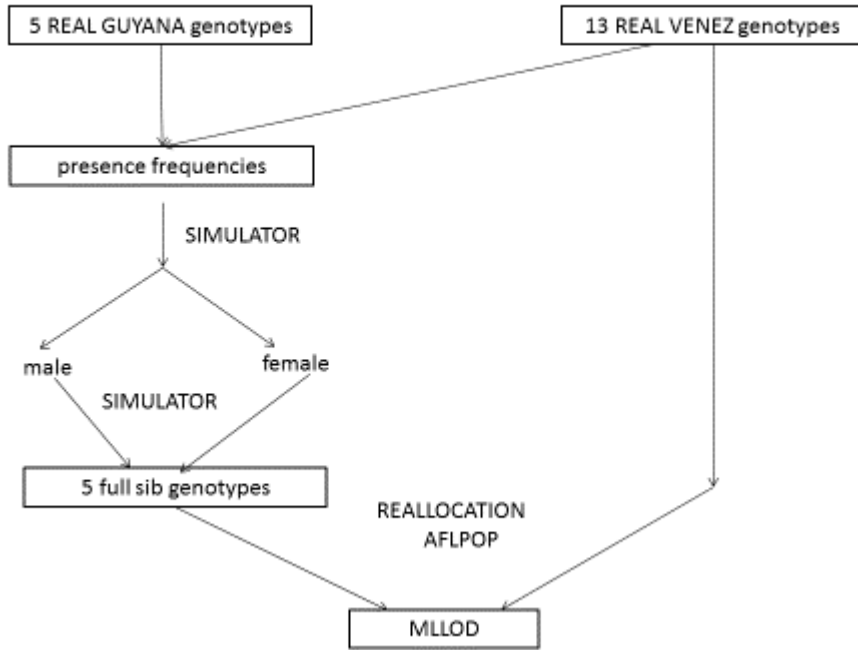 5 REAL GUYANA genotypes
13 REAL VENEZ genotypes
presence frequencies
SIMULATOR
male
female
SIMULATOR
5 full sib genotypes
REALLOCATION
AFLPOP
MLLOD